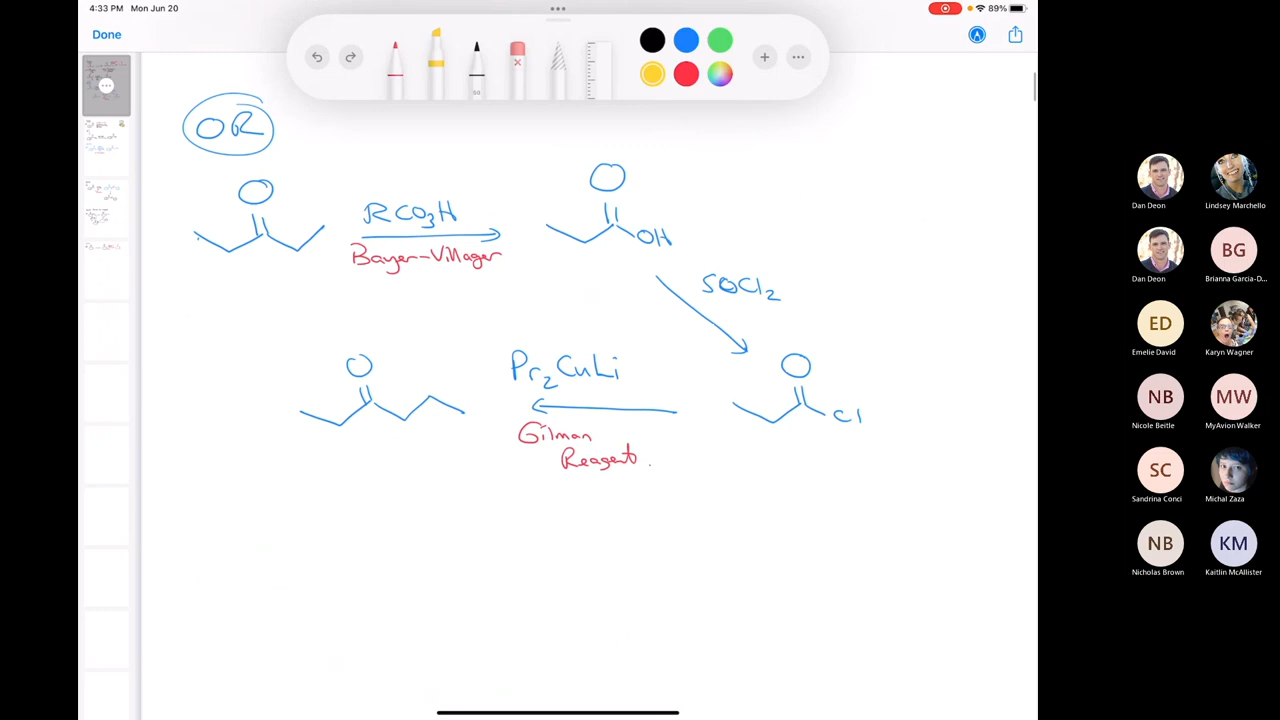 4:33 PM Mon Jun 20
89%
Done
OR
O
RCO3H
Bayer-Villager
O
OH
SOCl2
O
Cl
Pr2CuLi
Gilman
Reagent.
O
Dan Deon
Lindsey Marchello
Dan Deon
BG
Brianna Garcia-D...
ED
Emelie David
Karyn Wagner
NB
Nicole Beitle
MW
MyAvion Walker
SC
Sandrina Conci
Michal Zaza
NB
Nicholas Brown
KM
Kaitlin McAllister